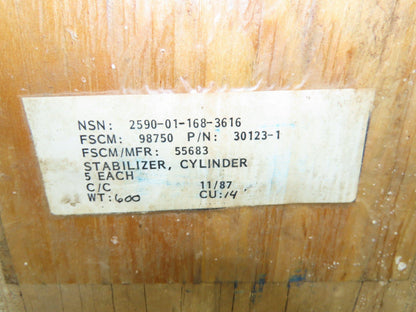 NSN: 2590-01-168-3616
FSCM: 98750 P/N: 30123-1
FSCM/MFR: 55683
STABILIZER, CYLINDER
5 EACH
C/C 11/87
WT: 600 CU: 14